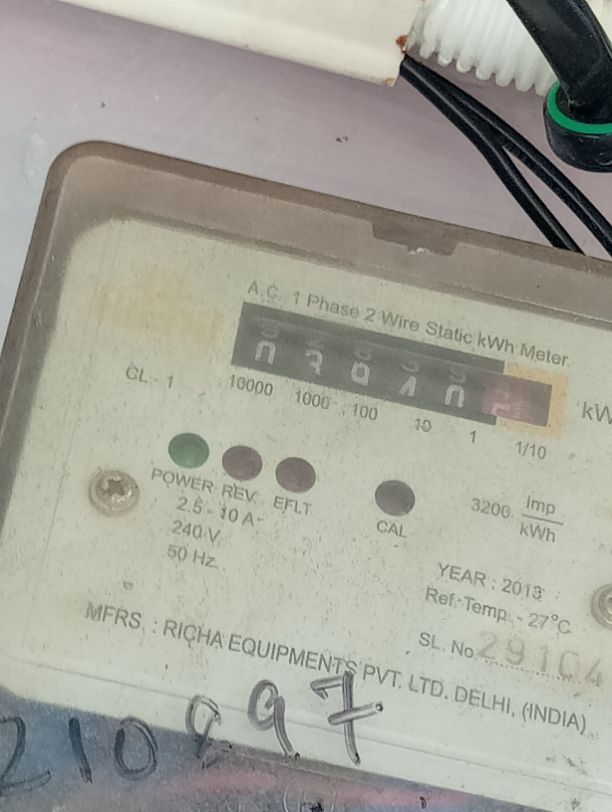 A.C. 1 Phase 2 Wire Static kWh Meter
CL - 1
10000 1000 100 10 1 1/10
POWER REV. EFLT
CAL
3200 Imp/kWh
2.5 - 10 A
240 V
50 Hz
YEAR : 2013
Ref. Temp. - 27°C
SL. No. 29104
MFRS. : RICHA EQUIPMENTS PVT. LTD. DELHI, (INDIA)